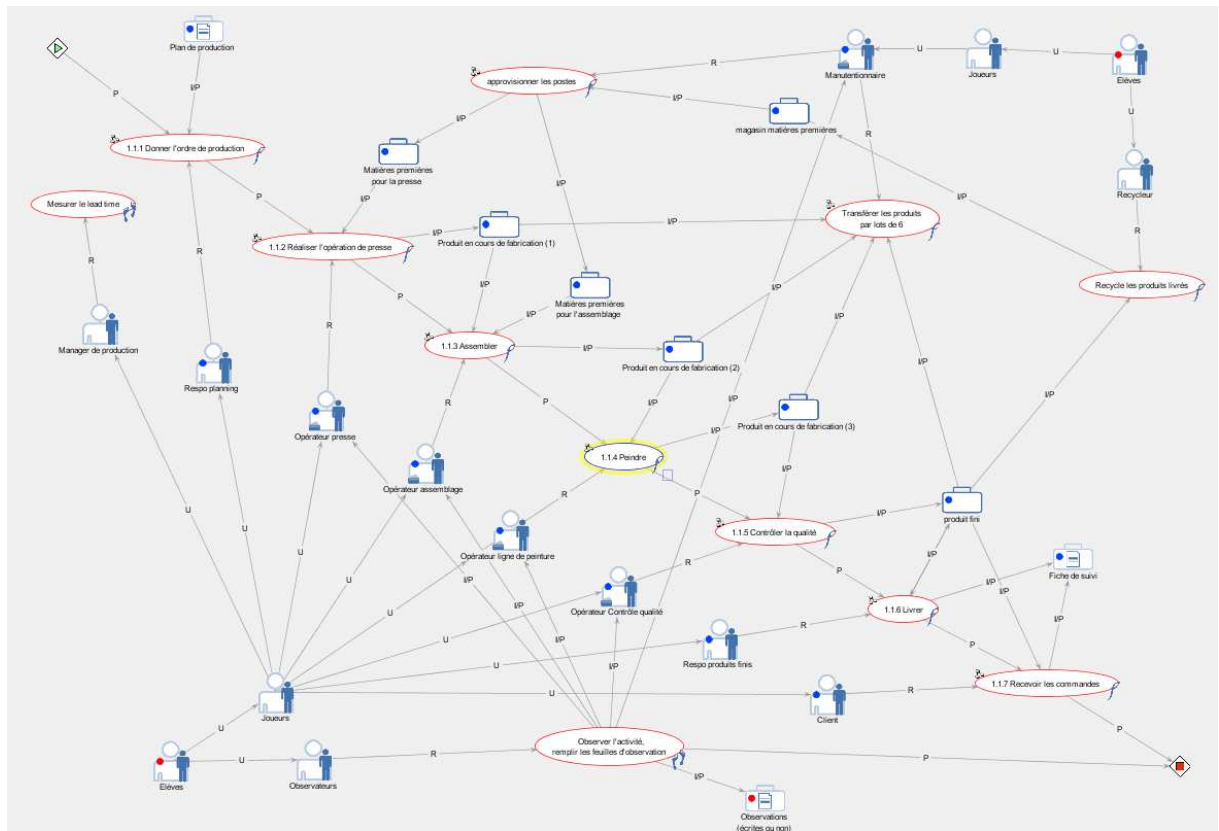 Plan de production
P
I/P
1.1.1 Donner l'ordre de production
Mesurer le lead time
R
Manager de production
R
Respo planning
P
approvisionner les postes
R
Manutentionnaire
U
Joueurs
U
Elèves
I/P
I/P
magasin matières premières
Matières premières
pour la presse
I/P
I/P
R
U
Recycleur
I/P
R
1.1.2 Réaliser l'opération de presse
I/P
Produit en cours de fabrication (1)
I/P
Transférer les produits
par lots de 6
Recycle les produits livrés
P
I/P
Matières premières
pour l'assemblage
I/P
R
1.1.3 Assembler
I/P
Produit en cours de fabrication (2)
I/P
I/P
I/P
I/P
Opérateur presse
R
P
I/P
I/P
Produit en cours de fabrication (3)
1.1.4 Peindre
Opérateur assemblage
R
P
I/P
I/P
produit fini
1.1.5 Contrôler la qualité
I/P
Opérateur ligne de peinture
R
P
I/P
I/P
I/P
Fiche de suivi
Opérateur Contrôle qualité
1.1.6 Livrer
I/P
U
U
U
U
U
U
I/P
I/P
I/P
I/P
I/P
U
Respo produits finis
R
P
1.1.7 Recevoir les commandes
U
Client
R
Joueurs
U
P
Elèves
U
Observateurs
R
Observer l'activité,
remplir les feuilles d'observation
P
I/P
Observations
(écrites ou non)